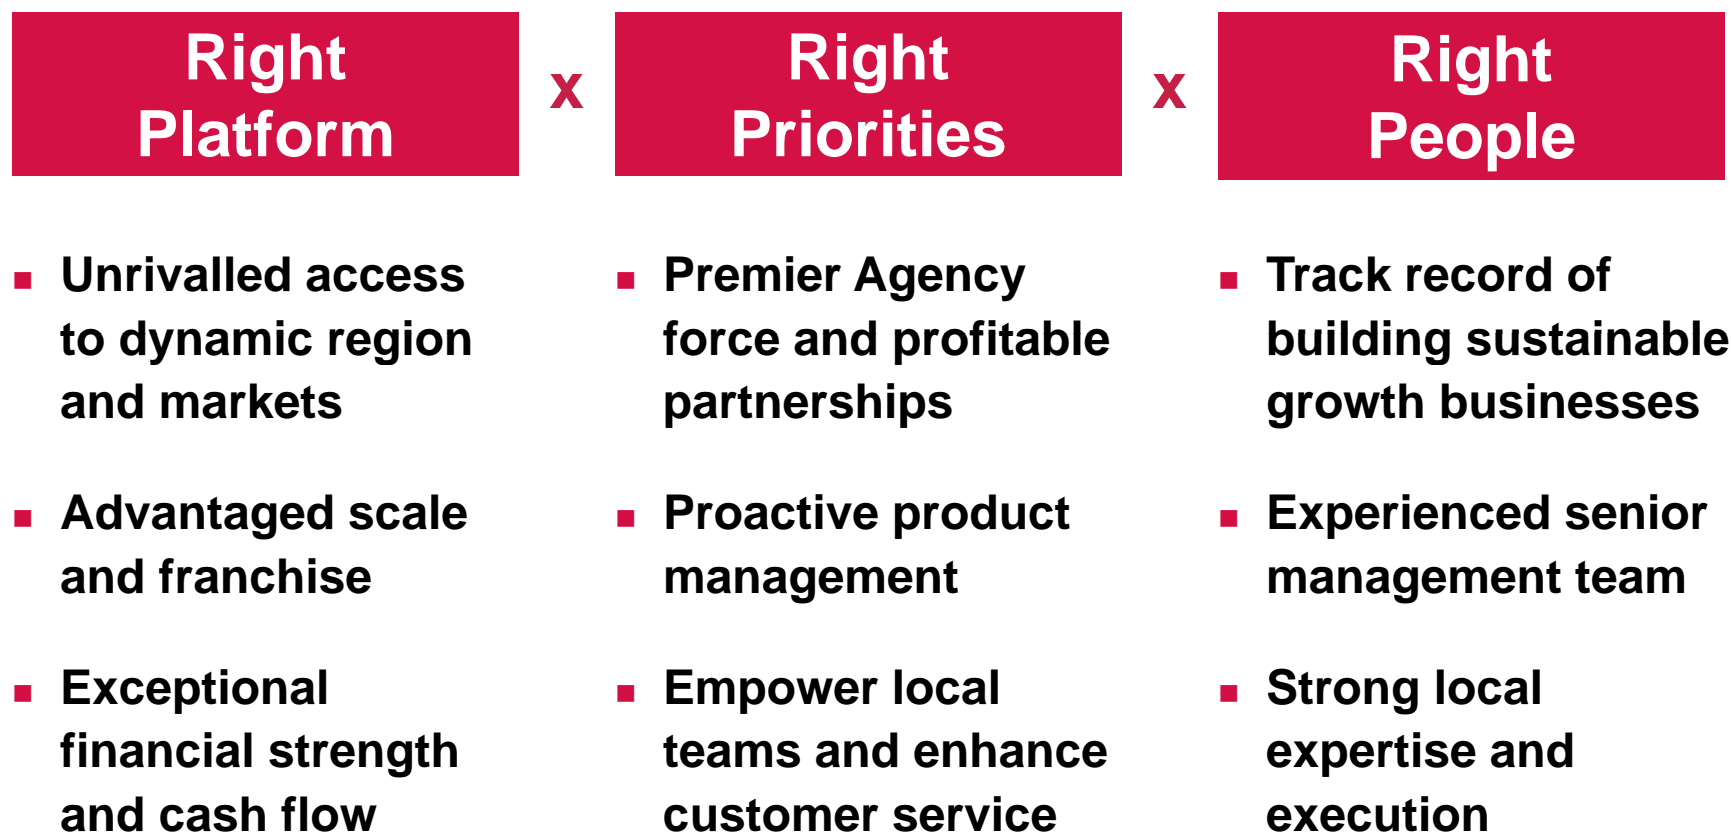 Right
Platform
x
Right
Priorities
x
Right
People
Unrivalled access
to dynamic region
and markets
Advantaged scale
and franchise
Exceptional
financial strength
and cash flow
Premier Agency
force and profitable
partnerships
Proactive product
management
Empower local
teams and enhance
customer service
Track record of
building sustainable
growth businesses
Experienced senior
management team
Strong local
expertise and
execution